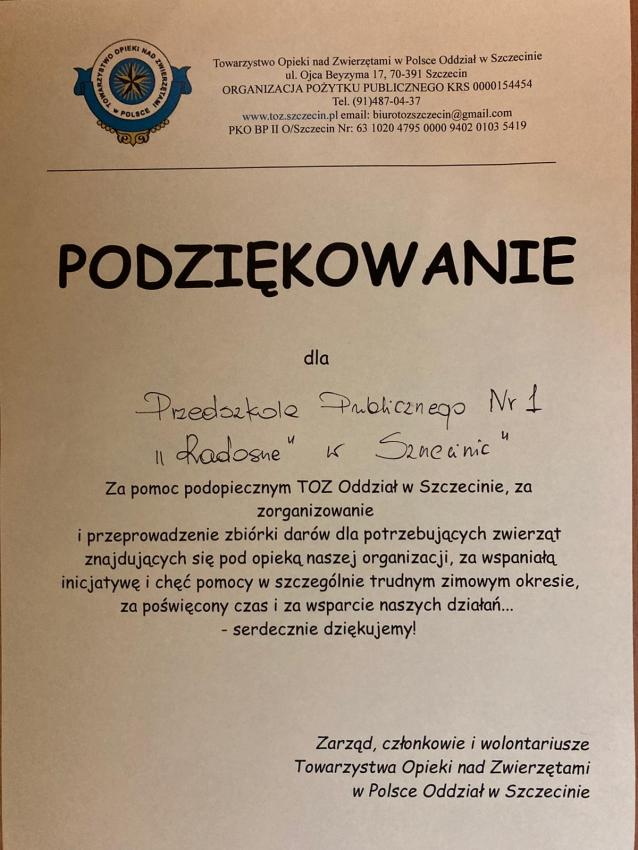 TOWARZYSTWO OPIEKI NAD ZWIERZĘTAMI
w POLSCE
Towarzystwo Opieki nad Zwierzętami w Polsce Oddział w Szczecinie
ul. Ojca Beyzyma 17, 70-391 Szczecin
ORGANIZACJA POŻYTKU PUBLICZNEGO KRS 0000154454
Tel. (91)487-04-37
www.toz.szczecin.pl email: biurotozszczecin@gmail.com
PKO BP II O/Szczecin Nr: 63 1020 4795 0000 9402 0103 5419
PODZIĘKOWANIE
dla
Przedszkola Publicznego Nr 1
"Radosne" w
Za pomoc podopiecznym TOZ Oddział w Szczecinie, za
zorganizowanie
i przeprowadzenie zbiórki darów dla potrzebujących zwierząt
znajdujących się pod opieką naszej organizacji, za wspaniałą
inicjatywę i chęć pomocy w szczególnie trudnym zimowym okresie,
za poświęcony czas i za wsparcie naszych działań...
- serdecznie dziękujemy!
Zarząd, członkowie i wolontariusze
Towarzystwa Opieki nad Zwierzętami
w Polsce Oddział w Szczecinie